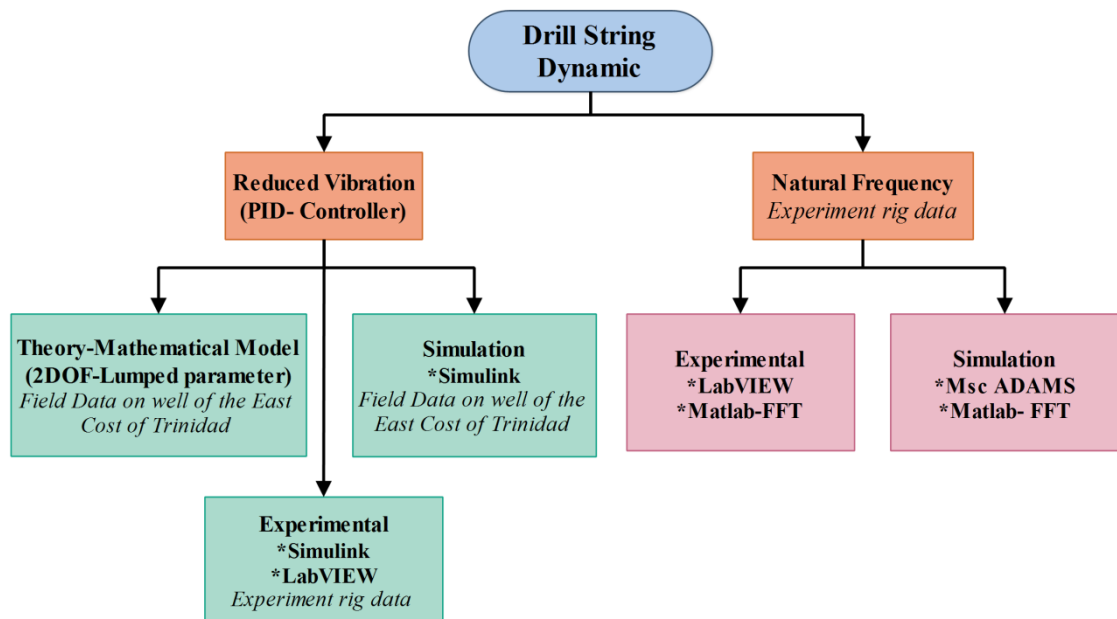 Drill String
Dynamic
Reduced Vibration
(PID- Controller)
Natural Frequency
Experiment rig data
Theory-Mathematical Model
(2DOF-Lumped parameter)
Field Data on well of the East
Cost of Trinidad
Simulation
*Simulink
Field Data on well of the
East Cost of Trinidad
Experimental
*LabVIEW
*Matlab-FFT
Simulation
*Msc ADAMS
*Matlab- FFT
Experimental
*Simulink
*LabVIEW
Experiment rig data